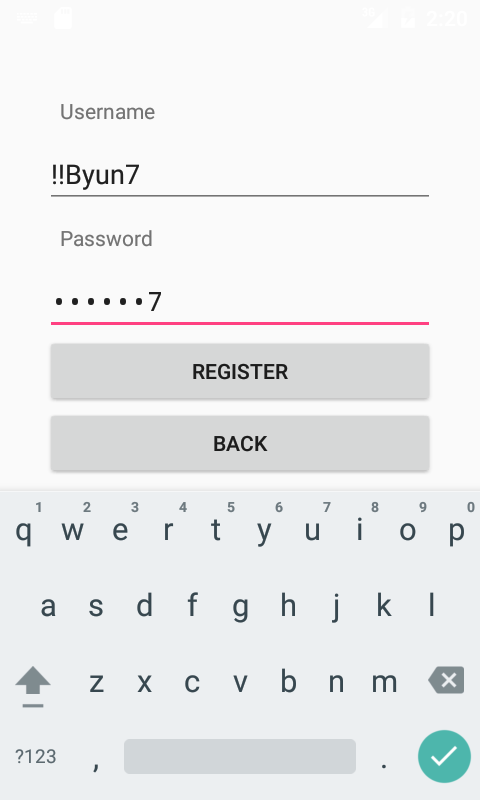 2:20
Username
!!Byun7
Password
••••••7
REGISTER
BACK
1 2 3 4 5 6 7 8 9 0
q w e r t y u i o p
a s d f g h j k l
z x c v b n m
?123 , .